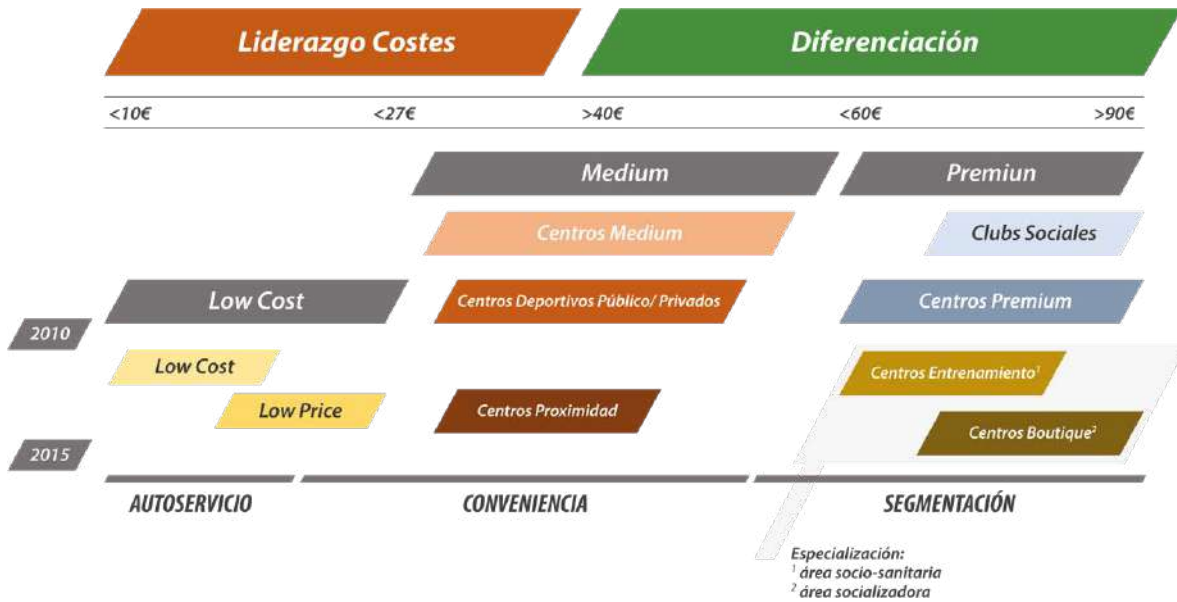 Liderazgo Costes
Diferenciación
<10€ <27€ >40€ <60€ >90€
Medium
Premiun
Centros Medium
Clubs Sociales
Low Cost
Centros Deportivos Público/ Privados
Centros Premium
2010
Low Cost
Centros Entrenamiento¹
Low Price
Centros Proximidad
Centros Boutique²
2015
AUTOSERVICIO
CONVENIENCIA
SEGMENTACIÓN
Especialización:
¹ área socio-sanitaria
² área socializadora